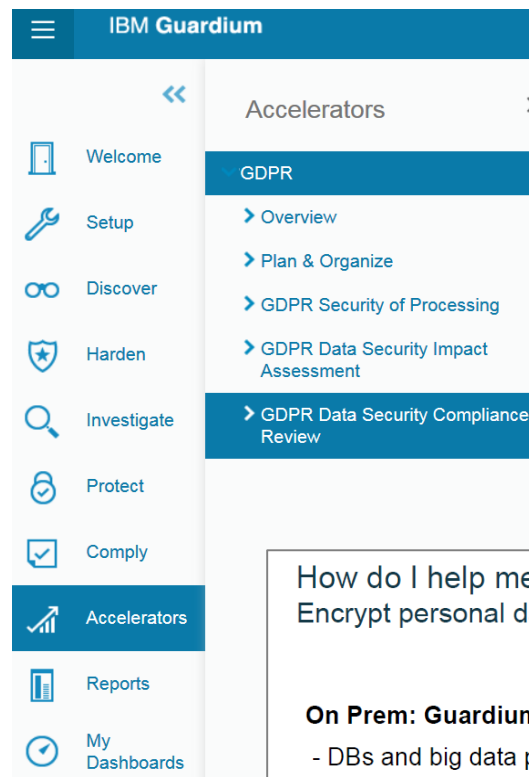 IBM Guardium
Accelerators
Welcome
Setup
Discover
Harden
Investigate
Protect
Comply
Accelerators
Reports
My
Dashboards
GDPR
Overview
Plan & Organize
GDPR Security of Processing
GDPR Data Security Impact
Assessment
GDPR Data Security Compliance
Review
How do I help me
Encrypt personal d
On Prem: Guardium
- DBs and big data p